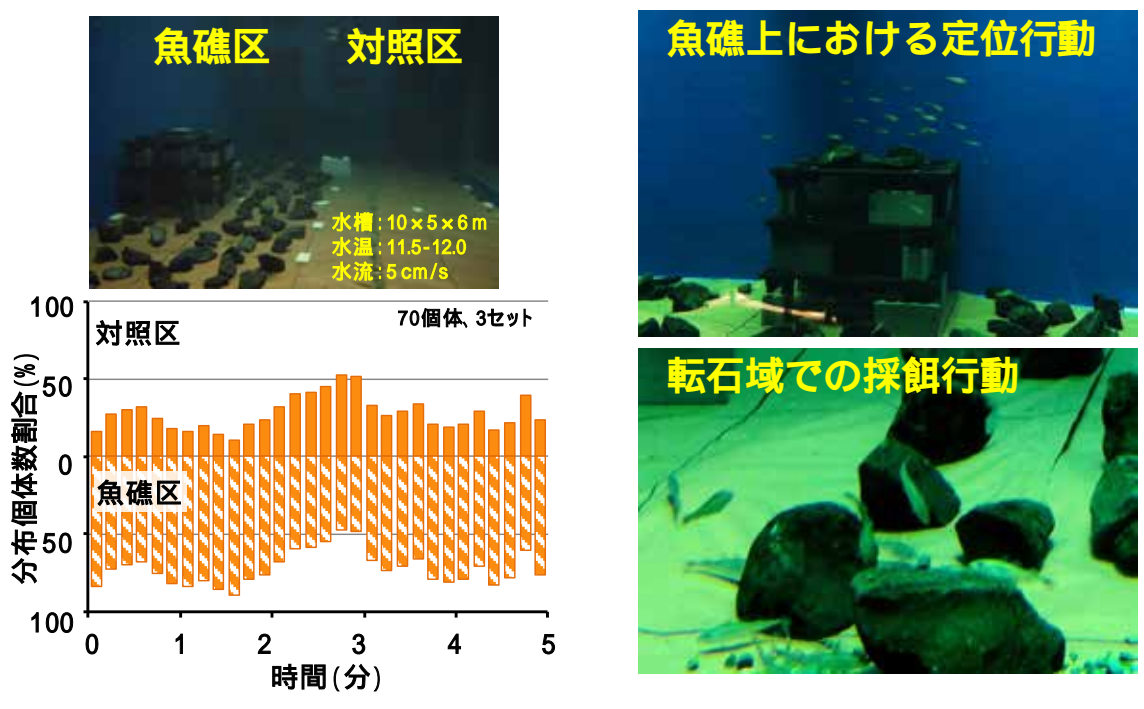 魚礁区 対照区
水槽:10×5×6m
水温:11.5-12.0
水流:5cm/s
100
対照区
70個体、3セット
50
0
魚礁区
50
100
分布個体数割合(%)
0 1 2 3 4 5
時間(分)
魚礁上における定位行動
転石域での採餌行動